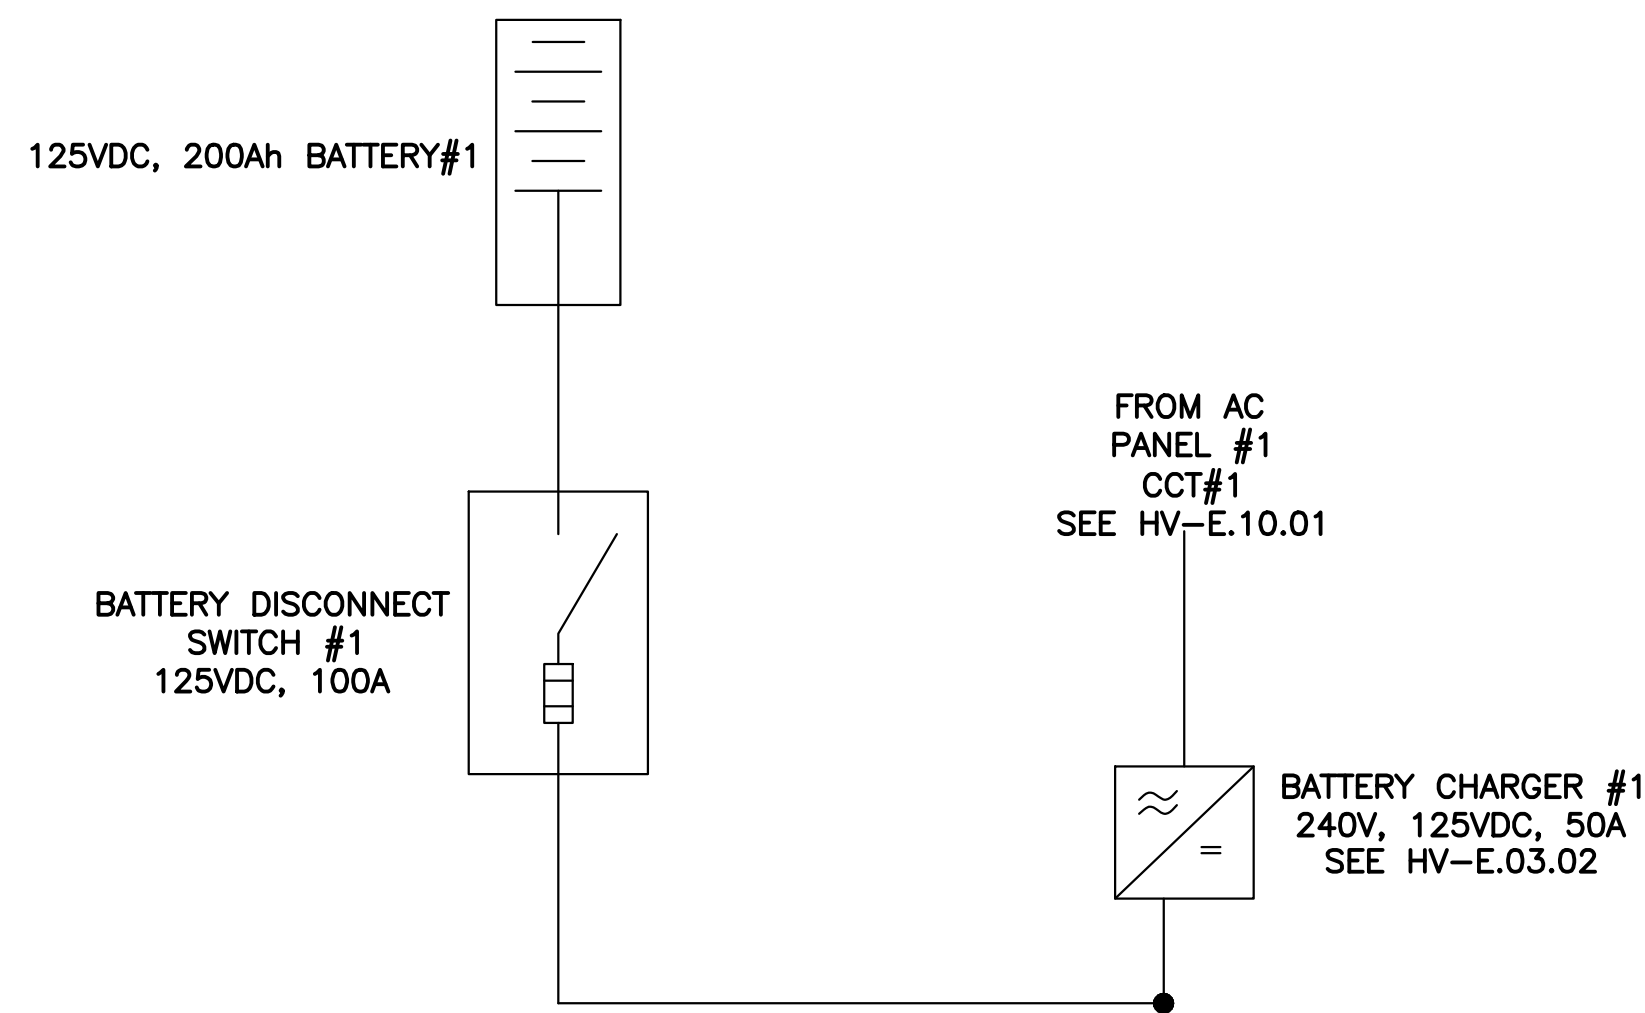 125VDC, 200Ah BATTERY#1
FROM AC
PANEL #1
CCT#1
SEE HV-E.10.01
BATTERY DISCONNECT
SWITCH #1
125VDC, 100A
BATTERY CHARGER #1
240V, 125VDC, 50A
SEE HV-E.03.02